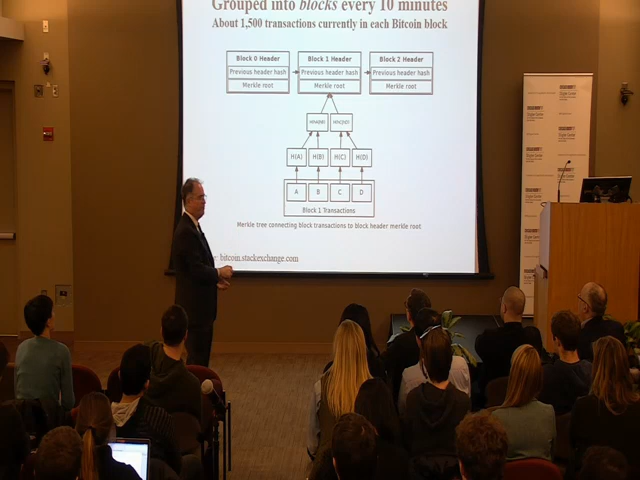 Grouped into blocks every 10 minutes
About 1,500 transactions currently in each Bitcoin block
Block 0 Header
Block 1 Header
Block 2 Header
Previous header hash
Previous header hash
Previous header hash
Merkle root
Merkle root
Merkle root
H(A)
H(B)
H(C)
H(D)
A
B
C
D
Block 1 Transactions
Merkle tree connecting block transactions to block header merkle root
bitcoin.stackexchange.com